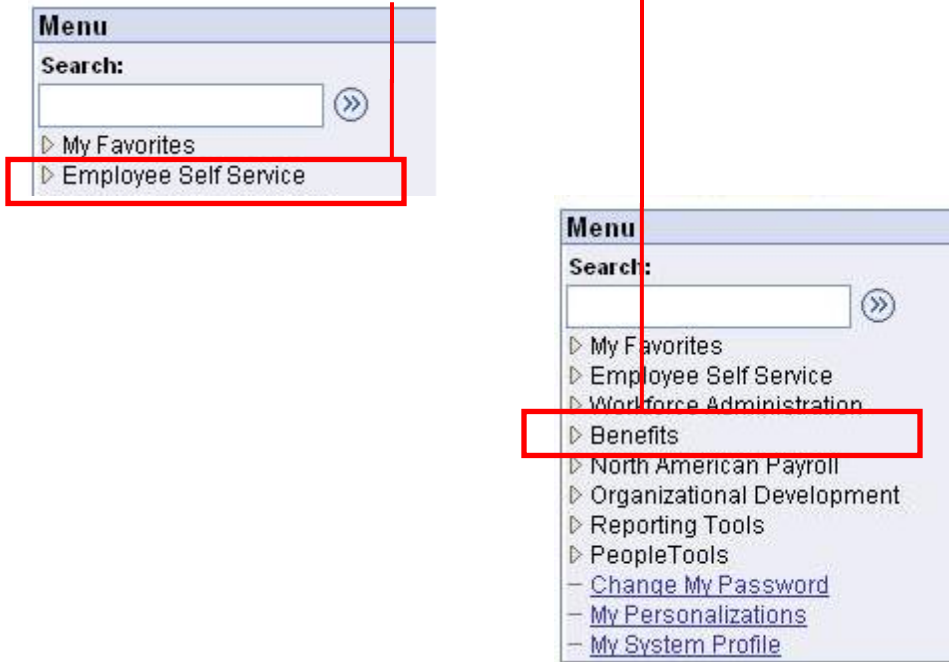 Menu
Search:
My Favorites
Employee Self Service
Menu
Search:
My Favorites
Employee Self Service
Workforce Administration
Benefits
North American Payroll
Organizational Development
Reporting Tools
PeopleTools
Change My Password
My Personalizations
My System Profile